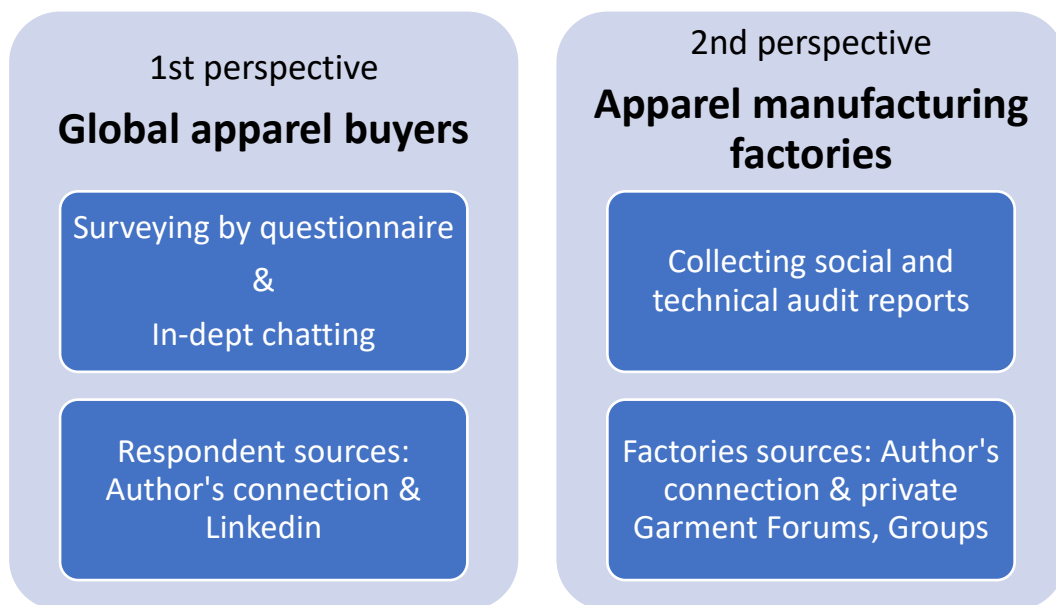 1st perspective
Global apparel buyers
Surveying by questionnaire
&
In-dept chatting
Respondent sources:
Author's connection &
Linkedin
2nd perspective
Apparel manufacturing
factories
Collecting social and
technical audit reports
Factories sources: Author's
connection & private
Garment Forums, Groups